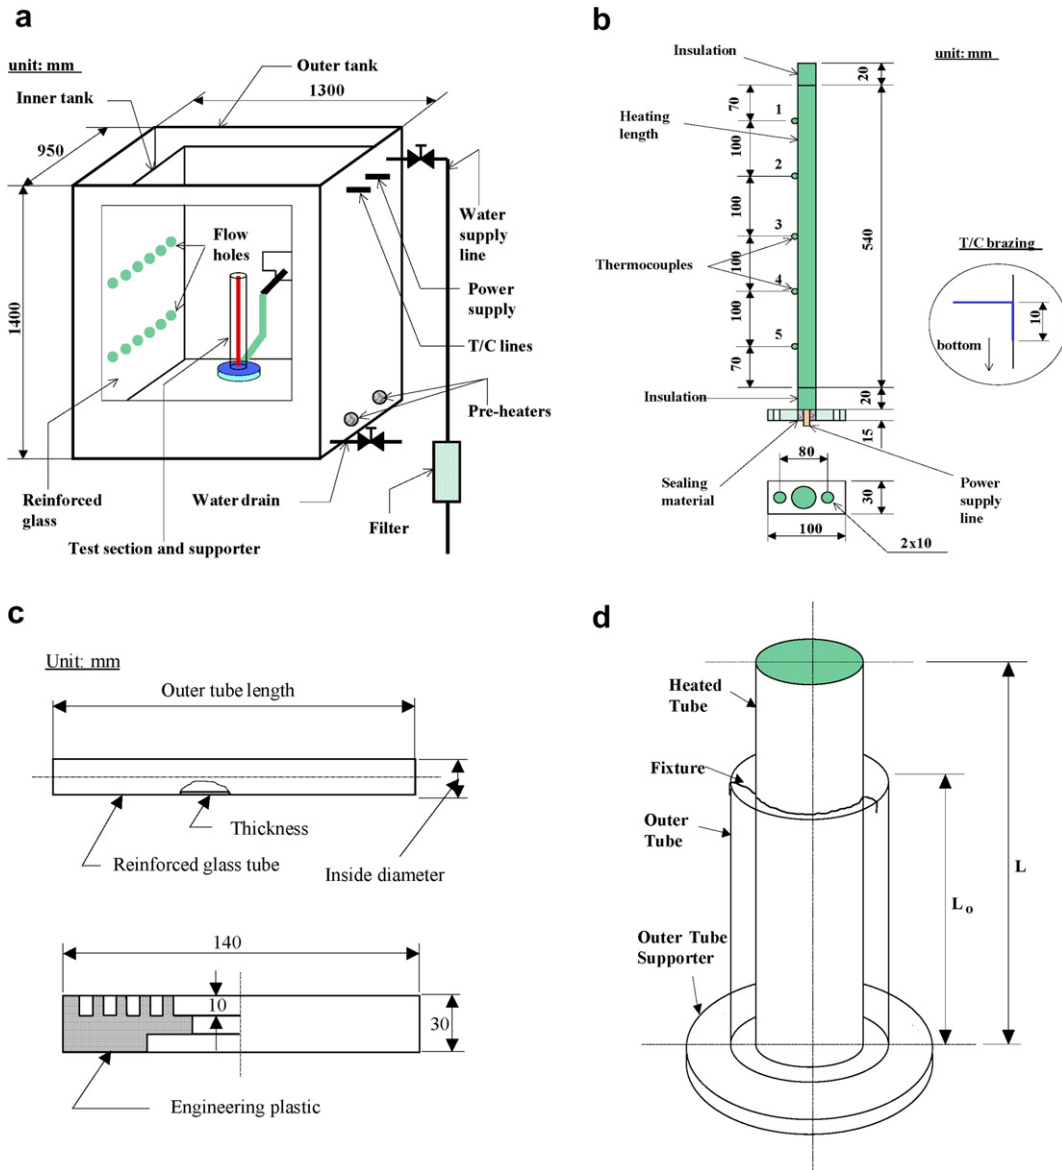 a
unit: mm
Outer tank
Inner tank
1300
950
1400
Flow
holes
Water
supply
line
Power
supply
T/C lines
Pre-heaters
Reinforced
glass
Water drain
Filter
Test section and supporter
b
unit: mm
Insulation
20
70
1
Heating
length
100
2
100
3
540
Thermocouples
100
4
100
5
70
T/C brazing
10
bottom
Insulation
20
15
80
Sealing
material
30
Power
supply
line
100
2x10
c
Unit: mm
Outer tube length
Thickness
Reinforced glass tube
Inside diameter
140
10
30
Engineering plastic
d
Heated
Tube
Fixture
Outer
Tube
L
Lo
Outer Tube
Supporter